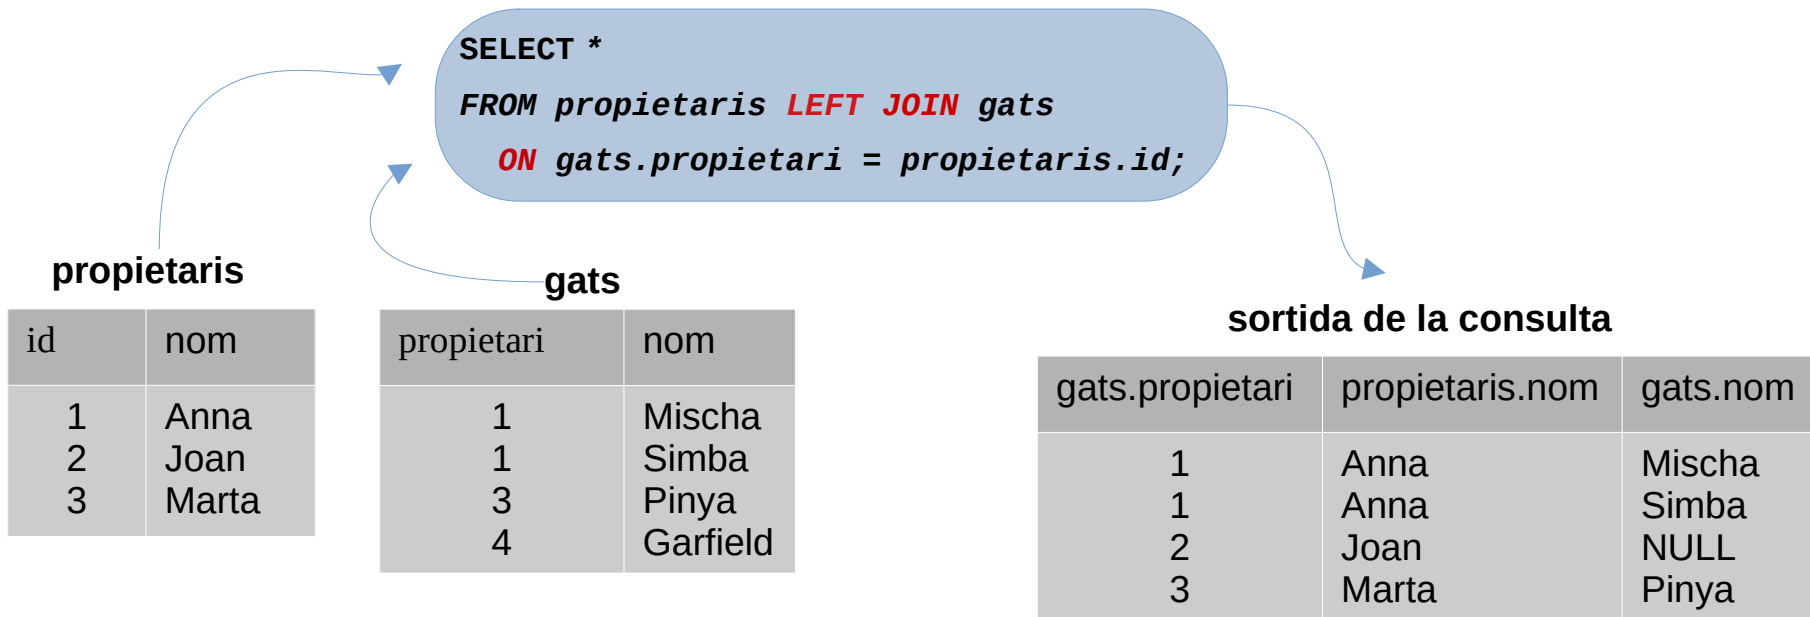 SELECT *
FROM propietaris LEFT JOIN gats
ON gats.propietari = propietaris.id;
propietaris
id nom
1 Anna
2 Joan
3 Marta
gats
propietari nom
1 Mischa
1 Simba
3 Pinya
4 Garfield
sortida de la consulta
gats.propietari propietaris.nom gats.nom
1 Anna Mischa
1 Anna Simba
2 Joan NULL
3 Marta Pinya